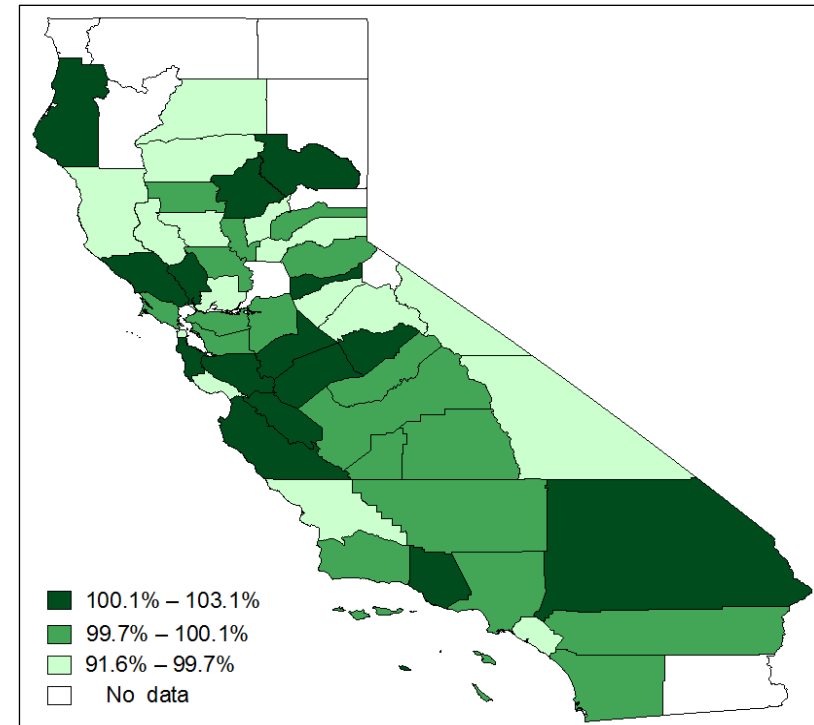 100.1% – 103.1%
99.7% – 100.1%
91.6% – 99.7%
No data